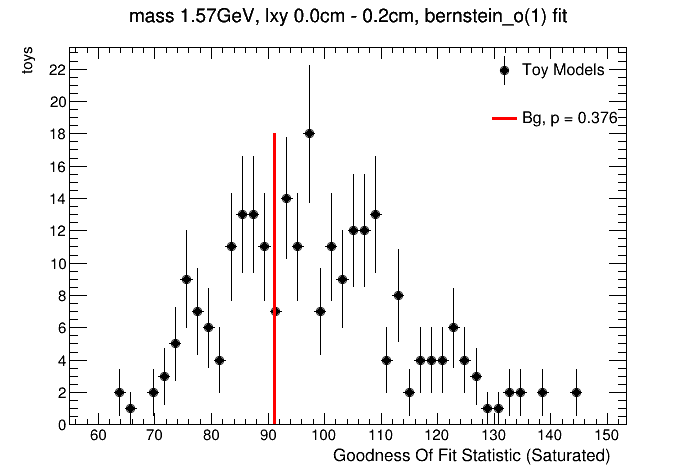 mass 1.57GeV, lxy 0.0cm - 0.2cm, bernstein_o(1) fit
toys
Toy Models
Bg, p = 0.376
22
20
18
16
14
12
10
8
6
4
2
0
60 70 80 90 100 110 120 130 140 150
Goodness Of Fit Statistic (Saturated)